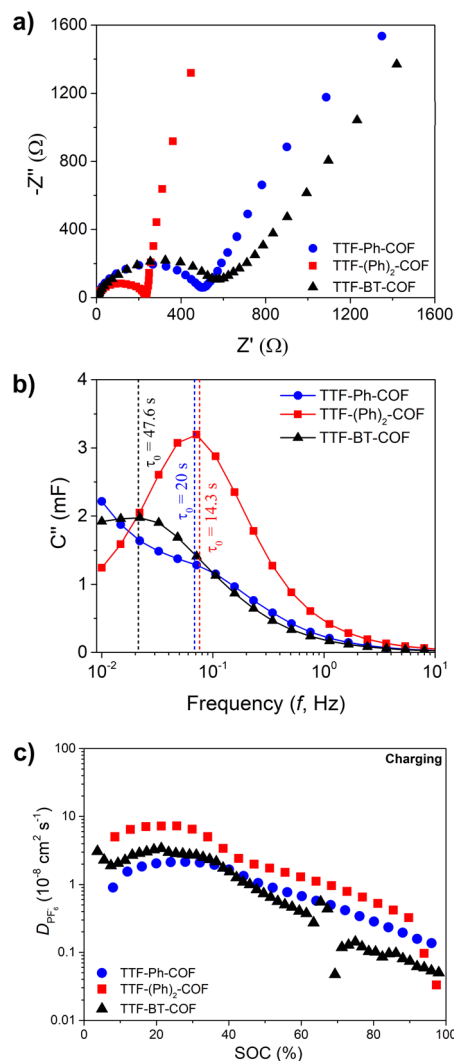 a)
1600
1200
800
400
0
-Z'' (Ω)
TTF-Ph-COF
TTF-(Ph)₂-COF
TTF-BT-COF
0 400 800 1200 1600
Z' (Ω)
b)
4
3
2
1
0
C'' (mF)
TTF-Ph-COF
TTF-(Ph)₂-COF
TTF-BT-COF
τ₀ = 47.6 s
τ₀ = 20 s
τ₀ = 14.3 s
10⁻² 10⁻¹ 10⁰ 10¹
Frequency (f, Hz)
c)
Charging
100
10
1
0.1
0.01
D_PF₆ (10⁻⁸ cm² s⁻¹)
TTF-Ph-COF
TTF-(Ph)₂-COF
TTF-BT-COF
0 20 40 60 80 100
SOC (%)